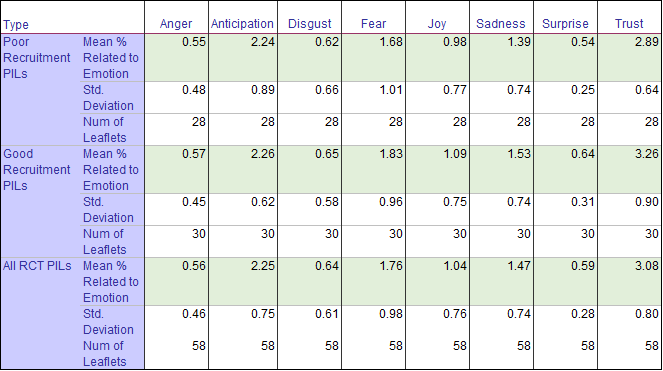 Type Anger Anticipation Disgust Fear Joy Sadness Surprise Trust
Poor Mean % 0.55 2.24 0.62 1.68 0.98 1.39 0.54 2.89
Recruitment Related to
PILs Emotion
Std. 0.48 0.89 0.66 1.01 0.77 0.74 0.25 0.64
Deviation
Num of 28 28 28 28 28 28 28 28
Leaflets
Good Mean % 0.57 2.26 0.65 1.83 1.09 1.53 0.64 3.26
Recruitment Related to
PILs Emotion
Std. 0.45 0.62 0.58 0.96 0.75 0.74 0.31 0.90
Deviation
Num of 30 30 30 30 30 30 30 30
Leaflets
All RCT PILs Mean % 0.56 2.25 0.64 1.76 1.04 1.47 0.59 3.08
Related to
Emotion
Std. 0.46 0.75 0.61 0.98 0.76 0.74 0.28 0.80
Deviation
Num of 58 58 58 58 58 58 58 58
Leaflets